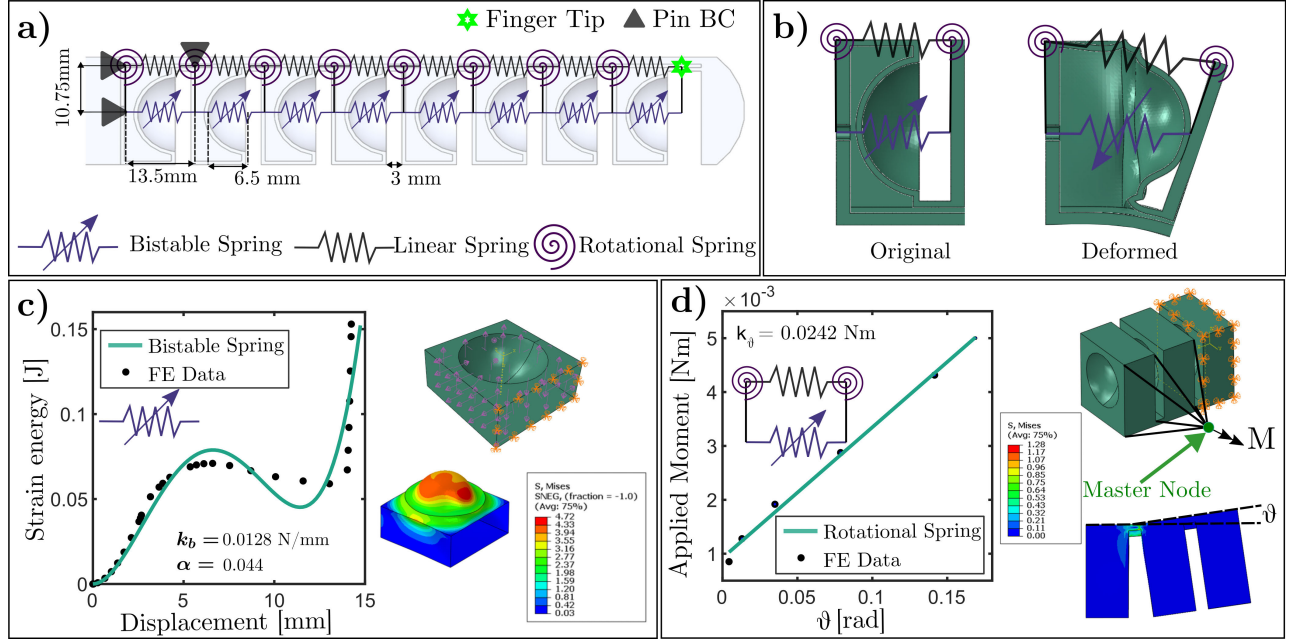 a)
Finger Tip
Pin BC
10.75mm
13.5mm
6.5 mm
3 mm
Bistable Spring
Linear Spring
Rotational Spring
b)
Original
Deformed
c)
0.15
0.1
0.05
0
Strain energy [J]
Bistable Spring
FE Data
k_b = 0.0128 N/mm
α = 0.044
0
5
10
15
Displacement [mm]
S, Mises
SNEG, (fraction = -1.0)
(Avg: 75%)
4.72
4.33
3.94
3.55
3.16
2.77
2.37
1.98
1.59
1.20
0.81
0.42
0.03
d)
× 10⁻³
5
4
3
2
1
Applied Moment [Nm]
k_ϑ = 0.0242 Nm
Rotational Spring
FE Data
0
0.05
0.1
0.15
ϑ [rad]
M
Master Node
S, Mises
(Avg: 75%)
1.28
1.17
1.07
0.96
0.85
0.75
0.64
0.53
0.43
0.32
0.21
0.11
0.00
ϑ